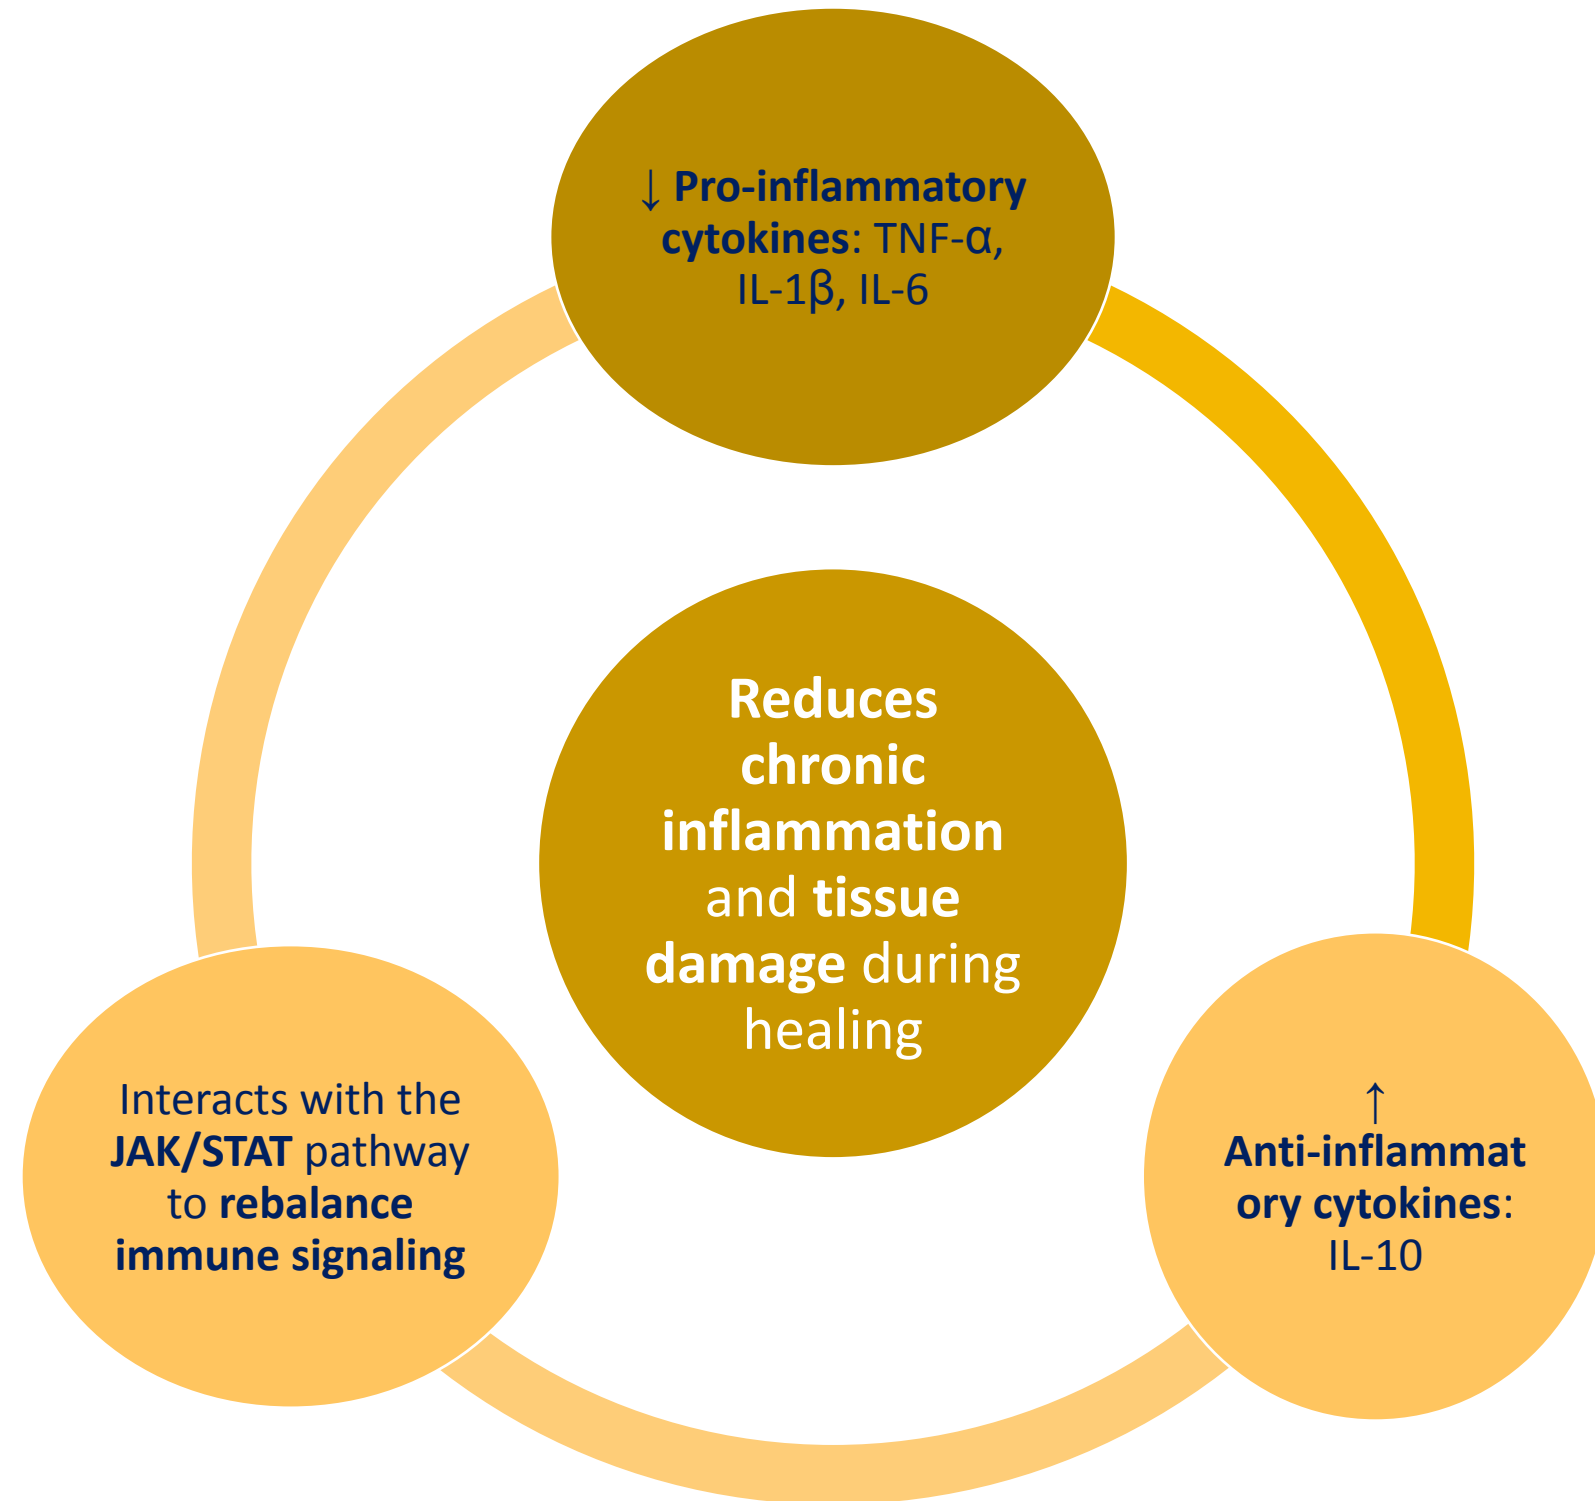 ↓ Pro-inflammatory
cytokines: TNF-α,
IL-1β, IL-6
Reduces
chronic
inflammation
and tissue
damage during
healing
Interacts with the
JAK/STAT pathway
to rebalance
immune signaling
↑
Anti-inflammat
ory cytokines:
IL-10